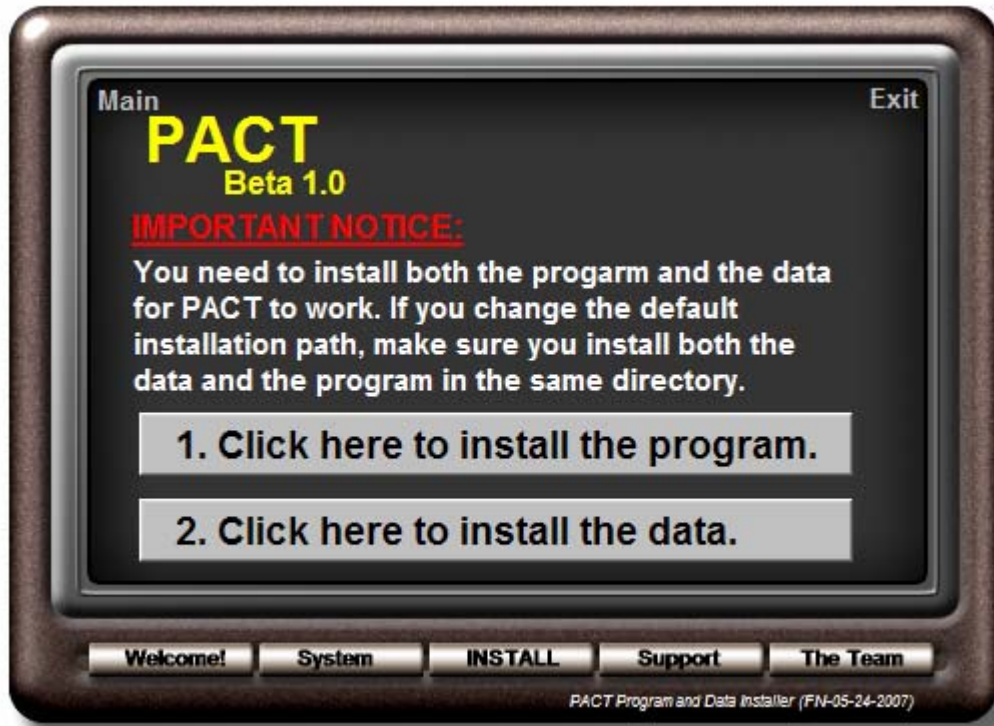 Main
Exit
PACT
Beta 1.0
IMPORTANT NOTICE:
You need to install both the progarm and the data
for PACT to work. If you change the default
installation path, make sure you install both the
data and the program in the same directory.
1. Click here to install the program.
2. Click here to install the data.
Welcome!
System
INSTALL
Support
The Team
PACT Program and Data Installer (FN-05-24-2007)